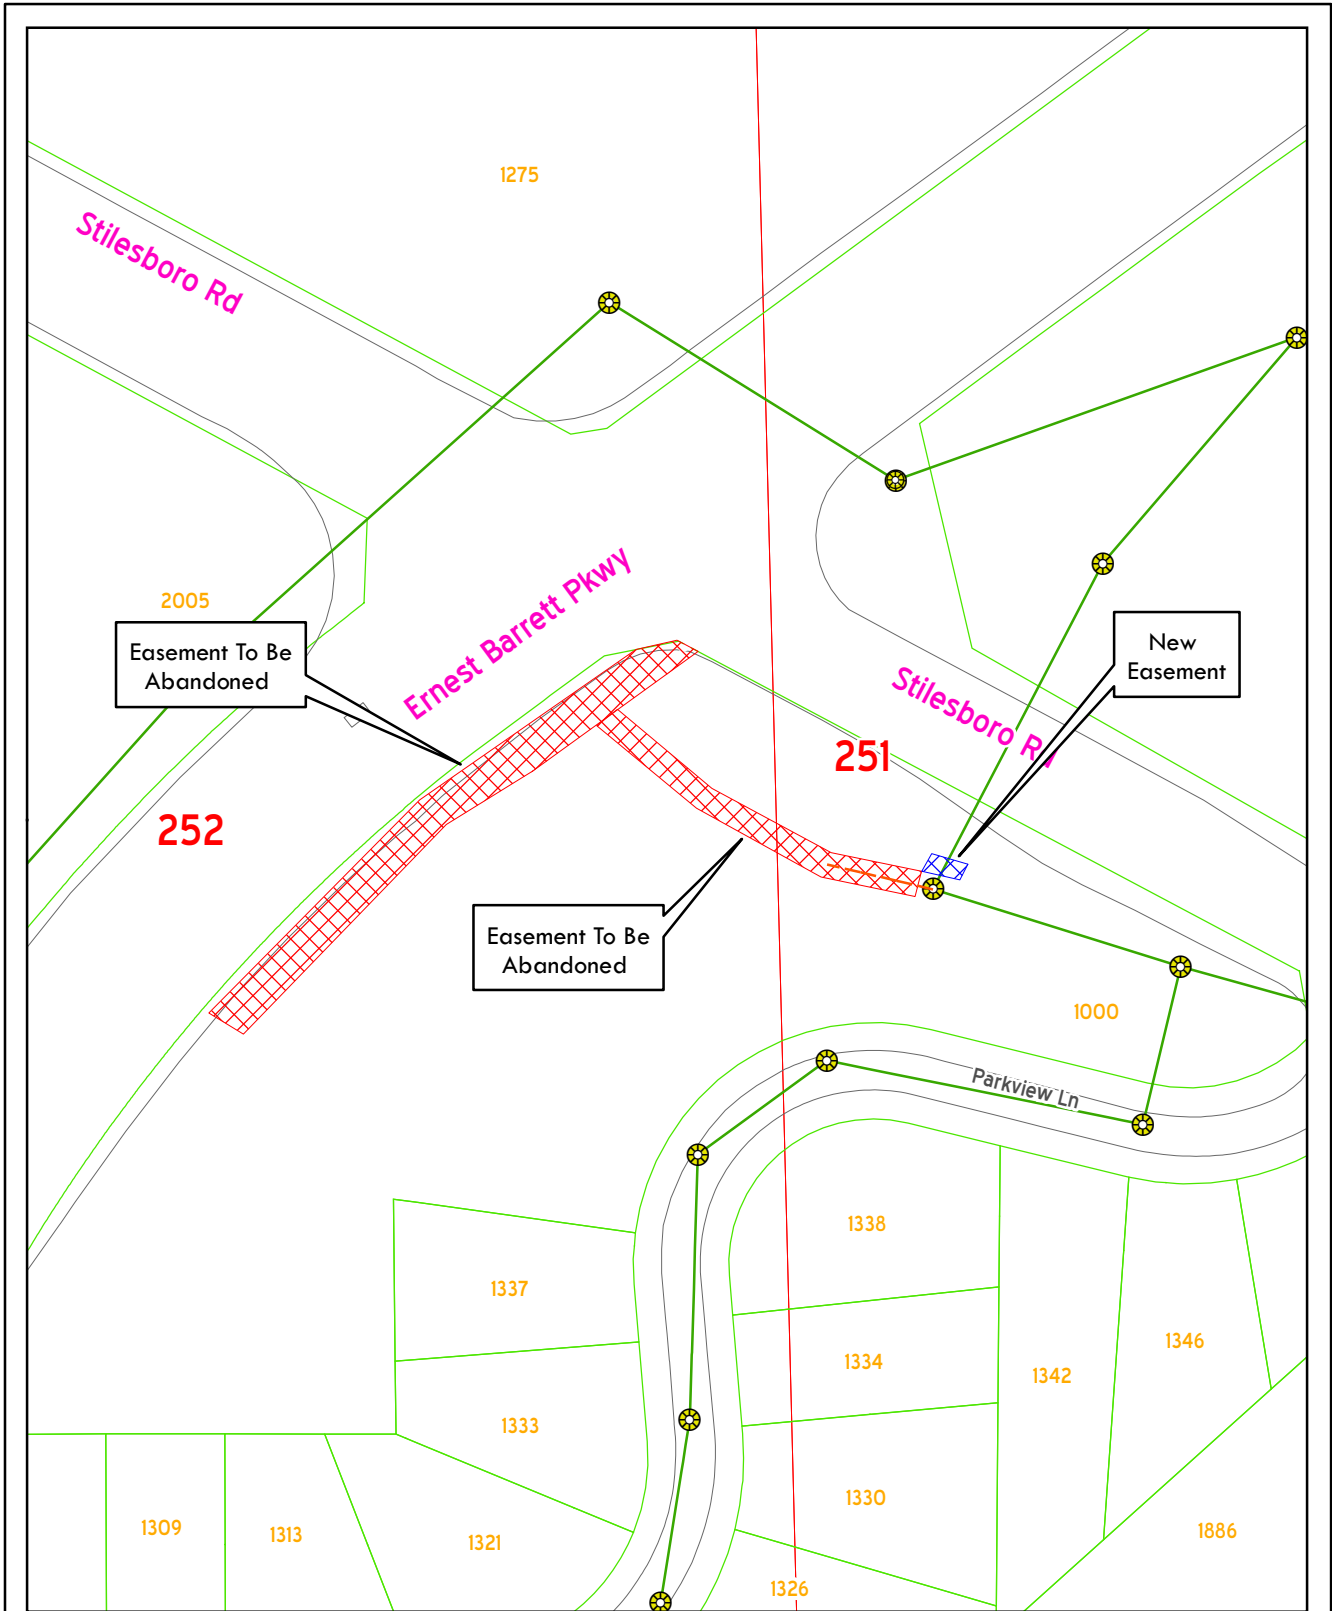 1275
Stilesboro Rd
2005
Easement To Be
Abandoned
Ernest Barrett Pkwy
New
Easement
Stilesboro
251
252
Easement To Be
Abandoned
1000
Parkview Ln
1338
1337
1334
1346
1342
1333
1330
1309
1313
1321
1886
1326